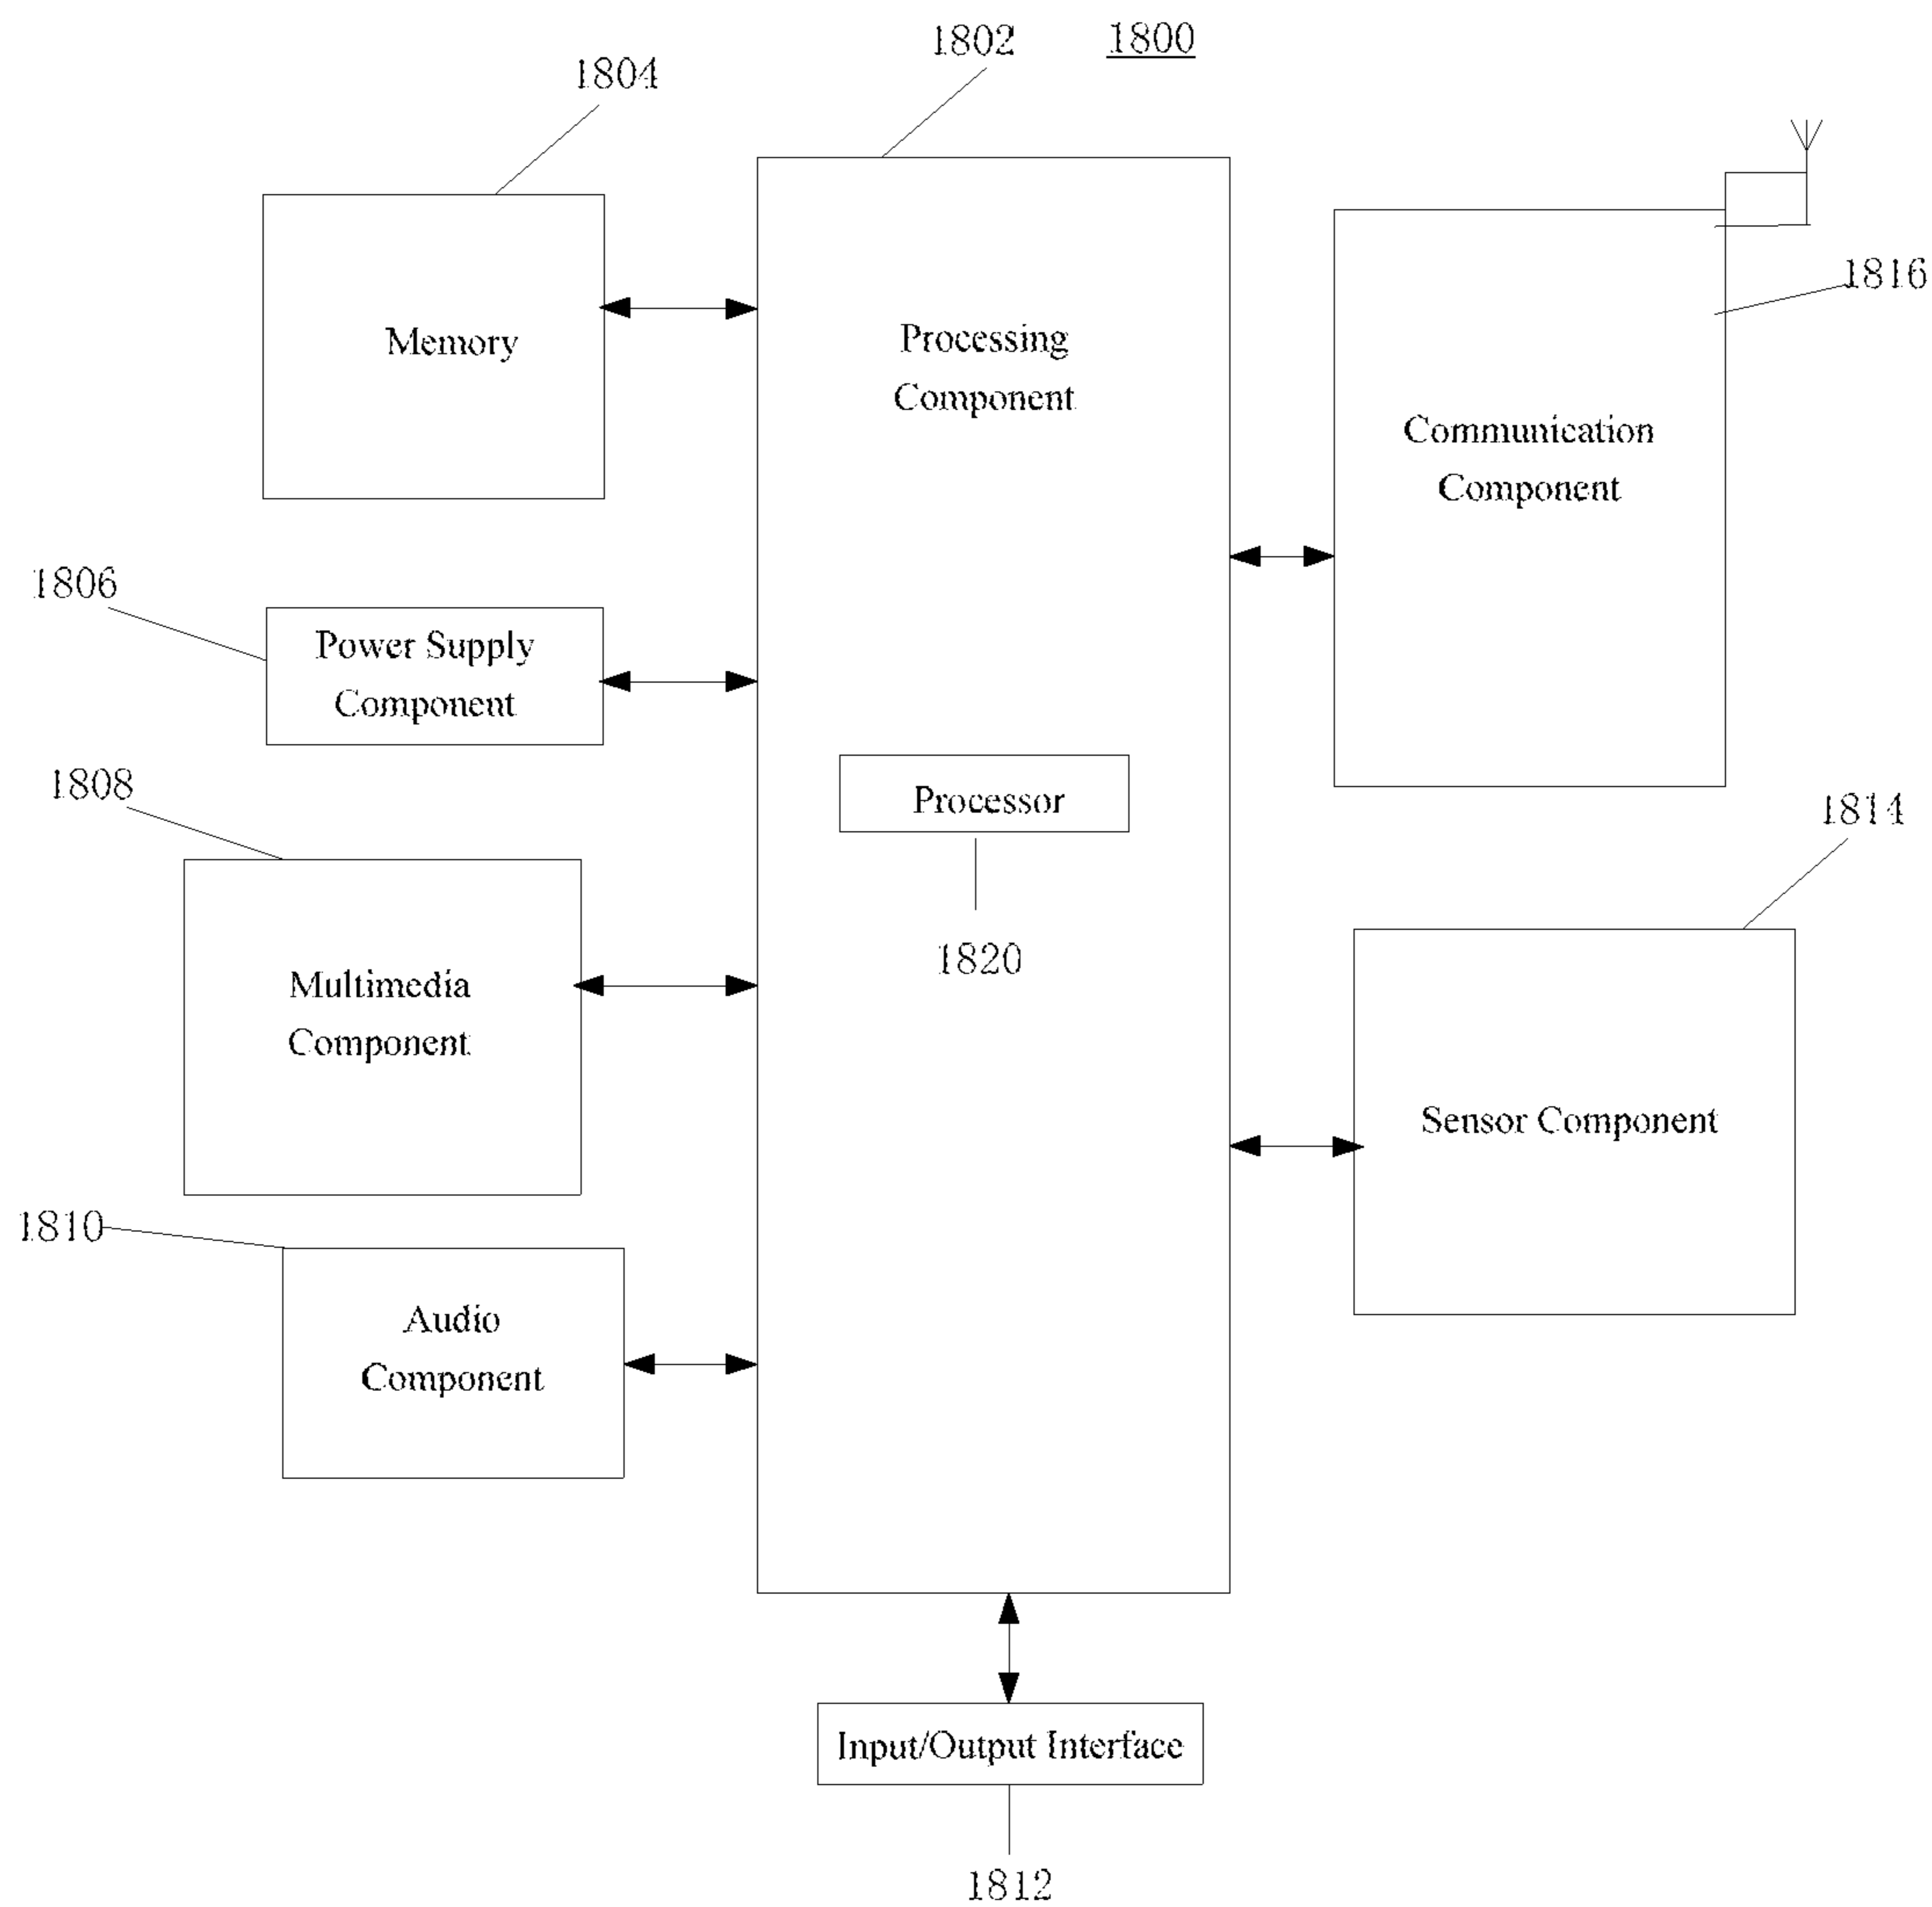 1800
1802
1804
1816
Memory
Processing
Component
Communication
Component
1806
Power Supply
Component
1808
Processor
1814
1820
Multimedia
Component
Sensor Component
1810
Audio
Component
Input/Output Interface
1812